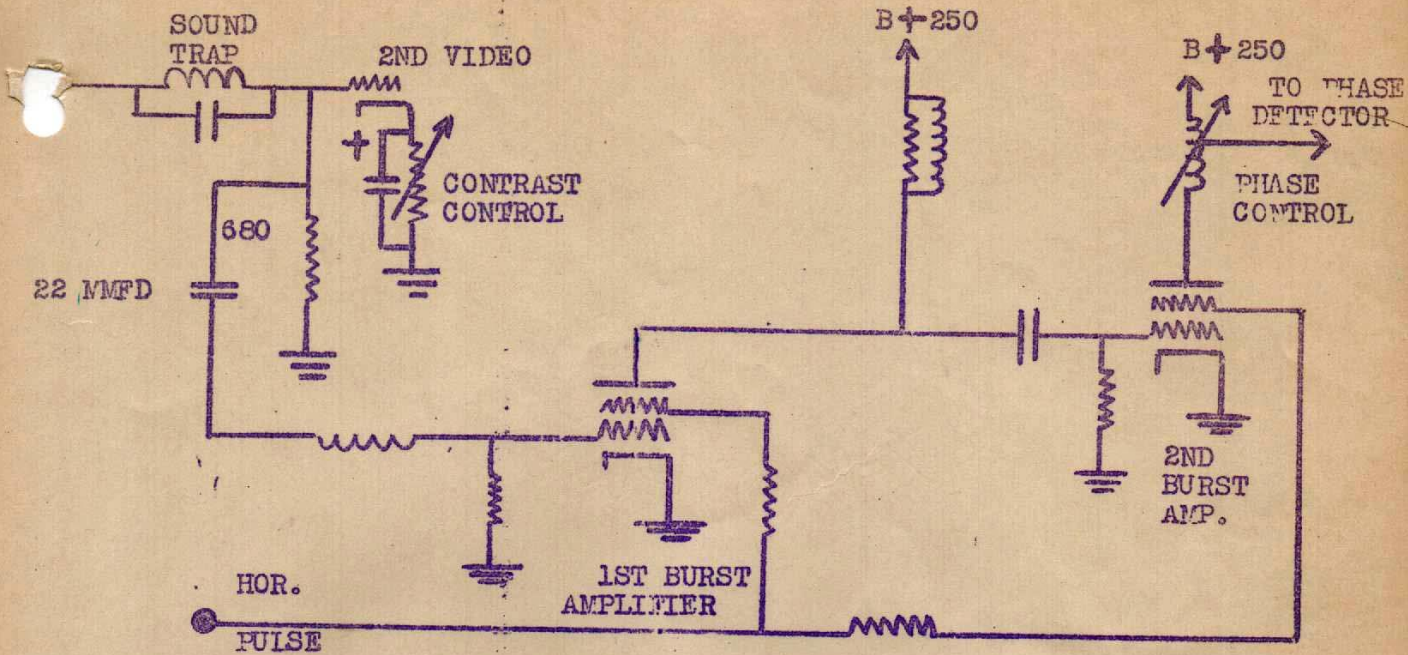 SOUND
TRAP
2ND VIDEO
B+250
B+250
TO PHASE
DETECTOR
+
CONTRAST
CONTROL
PHASE
CONTROL
680
22 MMFD
2ND
BURST
AMP.
HOR.
PULSE
1ST BURST
AMPLIFIER